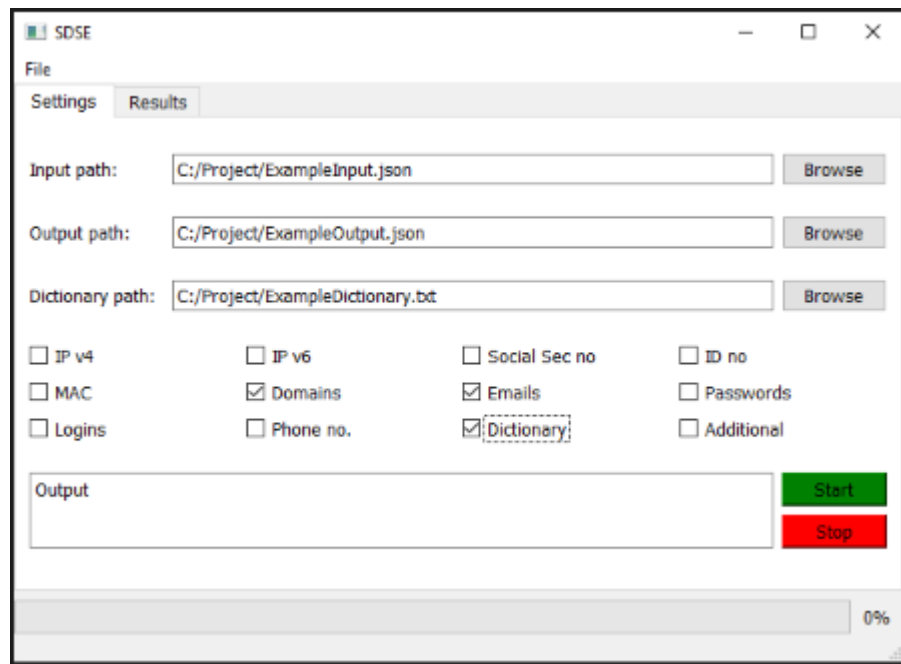 SDSE
File
Settings Results
Input path: C:/Project/ExampleInput.json Browse
Output path: C:/Project/ExampleOutput.json Browse
Dictionary path: C:/Project/ExampleDictionary.txt Browse
IP v4 IP v6 Social Sec no ID no
MAC Domains Emails Passwords
Logins Phone no. Dictionary Additional
Output Start
Stop
0%